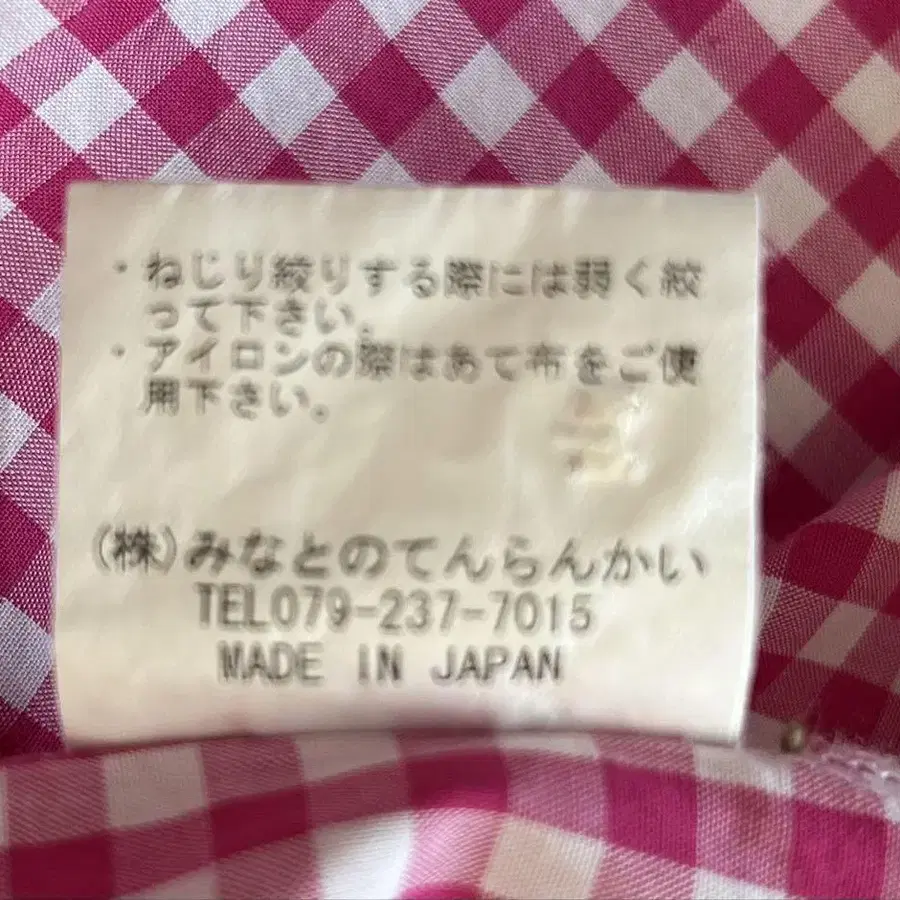 ・ねじり絞りする際には弱く絞
って下さい。
・アイロンの際はあて布をご使
用下さい。
(株)みなとのてんらんかい
TEL079-237-7015
MADE IN JAPAN